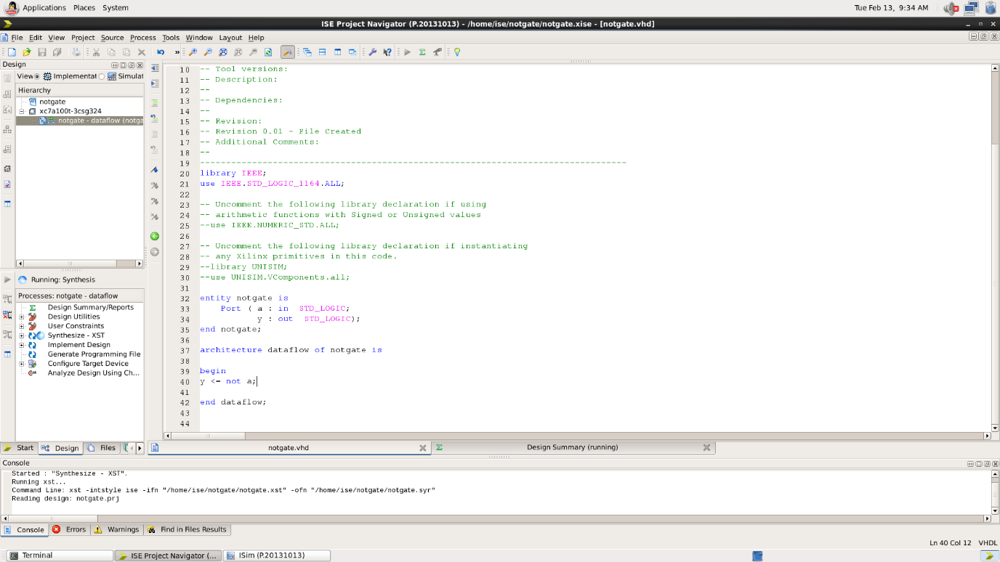 Applications Places System
Tue Feb 13, 9:34 AM
ISE Project Navigator (P.20131013) - /home/ise/notgate/notgate.xise - [notgate.vhd]
File Edit View Project Source Process Tools Window Layout Help
Design
View Implementat Simulat
Hierarchy
notgate
xc7a100t-3csg324
notgate - dataflow (notga
Running: Synthesis
Processes: notgate - dataflow
Design Summary/Reports
Design Utilities
User Constraints
Synthesize - XST
Implement Design
Generate Programming File
Configure Target Device
Analyze Design Using Ch...
Start Design Files
10 -- Tool versions:
11 -- Description:
12 --
13 -- Dependencies:
14 --
15 -- Revision:
16 -- Revision 0.01 - File Created
17 -- Additional Comments:
18 --
19 ----------------------------------------------------------------------------------
20 library IEEE;
21 use IEEE.STD_LOGIC_1164.ALL;
22
23 -- Uncomment the following library declaration if using
24 -- arithmetic functions with Signed or Unsigned values
25 --use IEEE.NUMERIC_STD.ALL;
26
27 -- Uncomment the following library declaration if instantiating
28 -- any Xilinx primitives in this code.
29 --library UNISIM;
30 --use UNISIM.VComponents.all;
31
32 entity notgate is
33     Port ( a : in  STD_LOGIC;
34            y : out  STD_LOGIC);
35 end notgate;
36
37 architecture dataflow of notgate is
38
39 begin
40 y <= not a;
41
42 end dataflow;
43
44
notgate.vhd
Design Summary (running)
Console
Started : "Synthesize - XST".
Running xst...
Command Line: xst -intstyle ise -ifn "/home/ise/notgate/notgate.xst" -ofn "/home/ise/notgate/notgate.syr"
Reading design: notgate.prj
Console Errors Warnings Find in Files Results
Ln 40 Col 12 VHDL
Terminal
ISE Project Navigator (...
ISim (P.20131013)